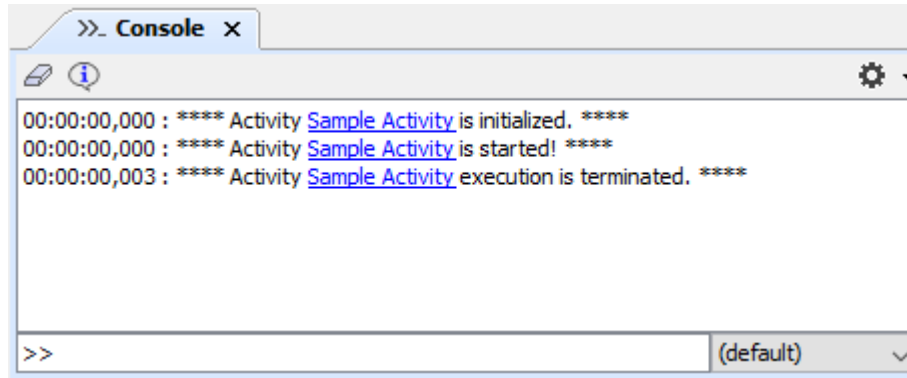 >>_ Console X
00:00:00,000 : **** Activity Sample Activity is initialized. ****
00:00:00,000 : **** Activity Sample Activity is started! ****
00:00:00,003 : **** Activity Sample Activity execution is terminated. ****
>> (default)